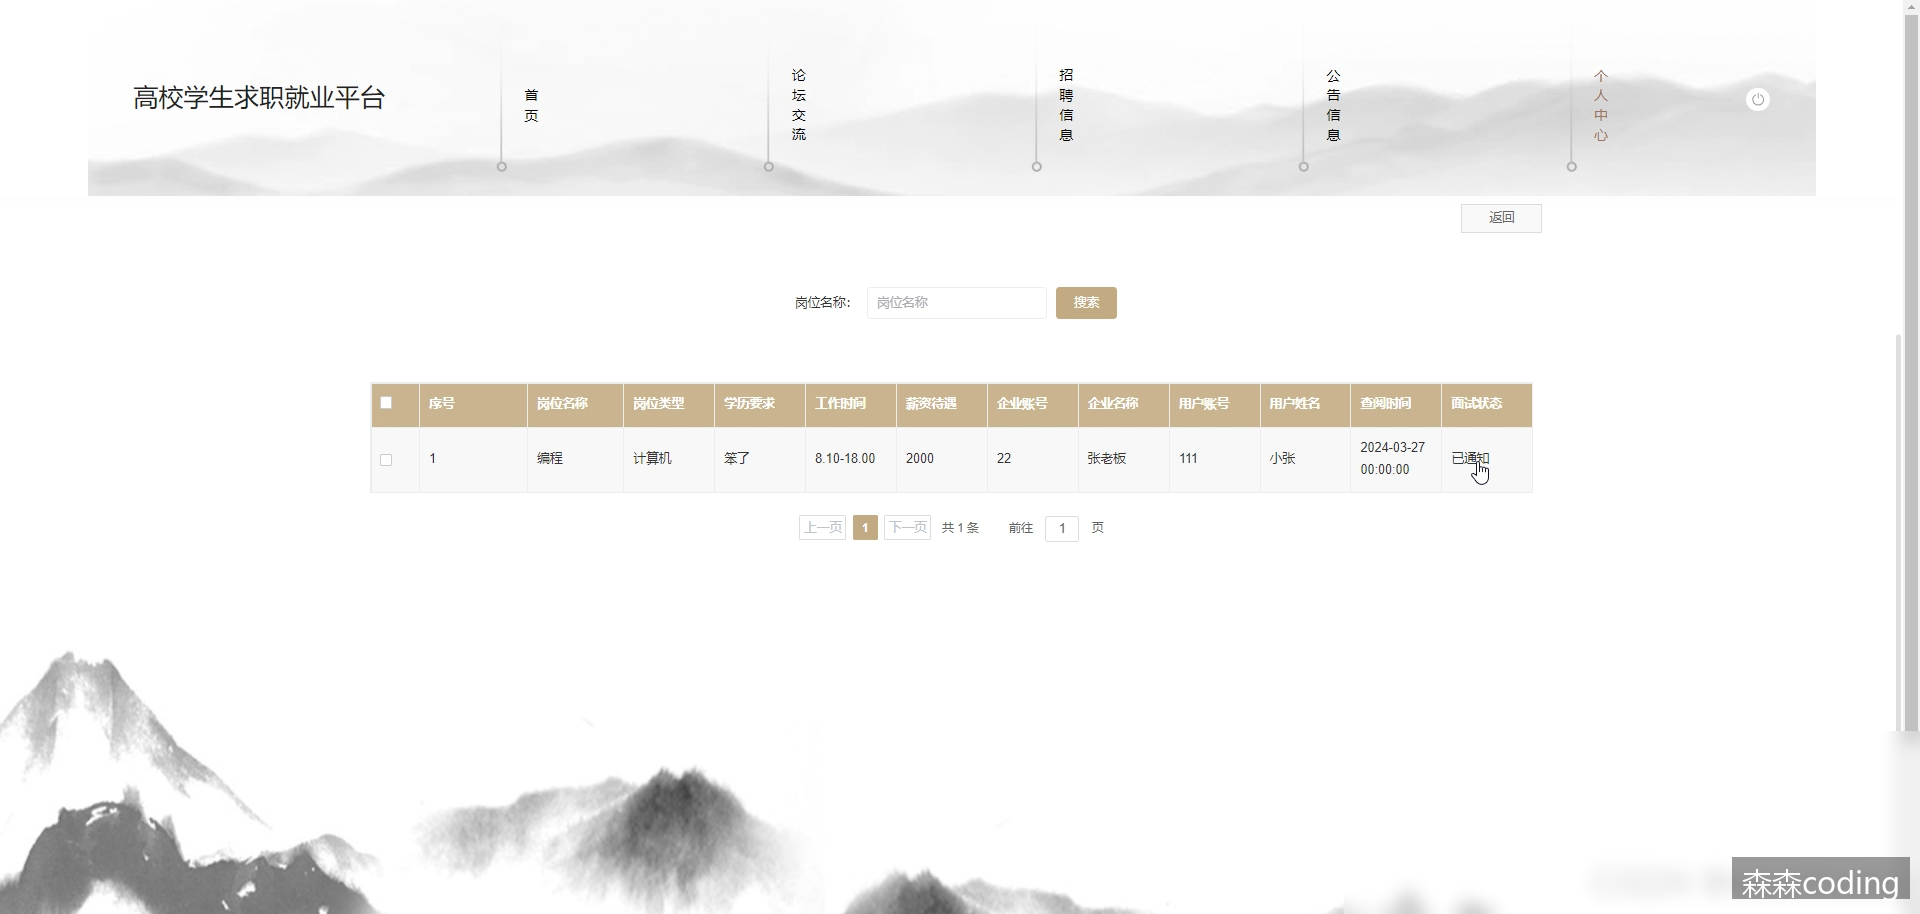 高校学生求职就业平台
首页
论坛交流
招聘信息
公告信息
个人中心
返回
岗位名称：
岗位名称
搜索
序号 岗位名称 岗位类型 学历要求 工作时间 薪资待遇 企业账号 企业名称 用户账号 用户姓名 查阅时间 面试状态
1 编程 计算机 笨了 8.10-18.00 2000 22 张老板 111 小张 2024-03-27 00:00:00 已通知
上一页 1 下一页 共 1 条 前往 1 页
森森coding